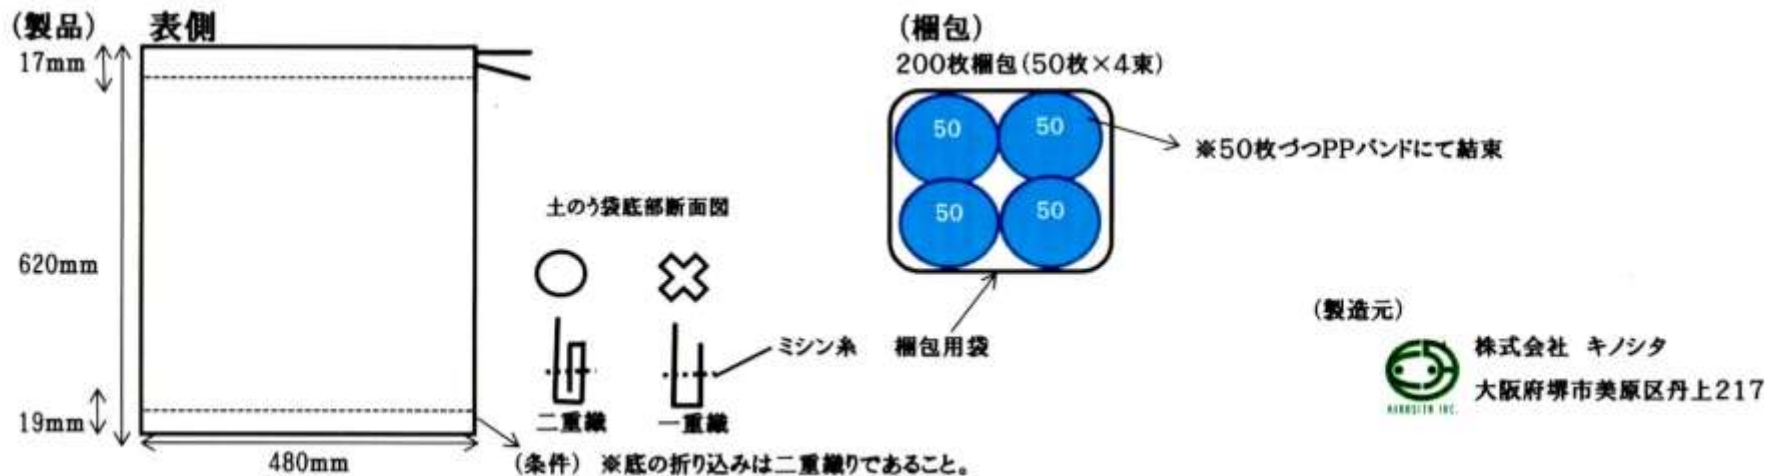 (製品) 表側
17mm
620mm
19mm
480mm
土のう袋底部断面図
二重織
一重織
ミシン糸
(条件) ※底の折り込みは二重織りであること。
(梱包)
200枚梱包(50枚×4束)
50
50
50
50
※50枚づつPPバンドにて結束
梱包用袋
(製造元)
株式会社 キノシタ
大阪府堺市美原区丹上217
KINOSITA INC.